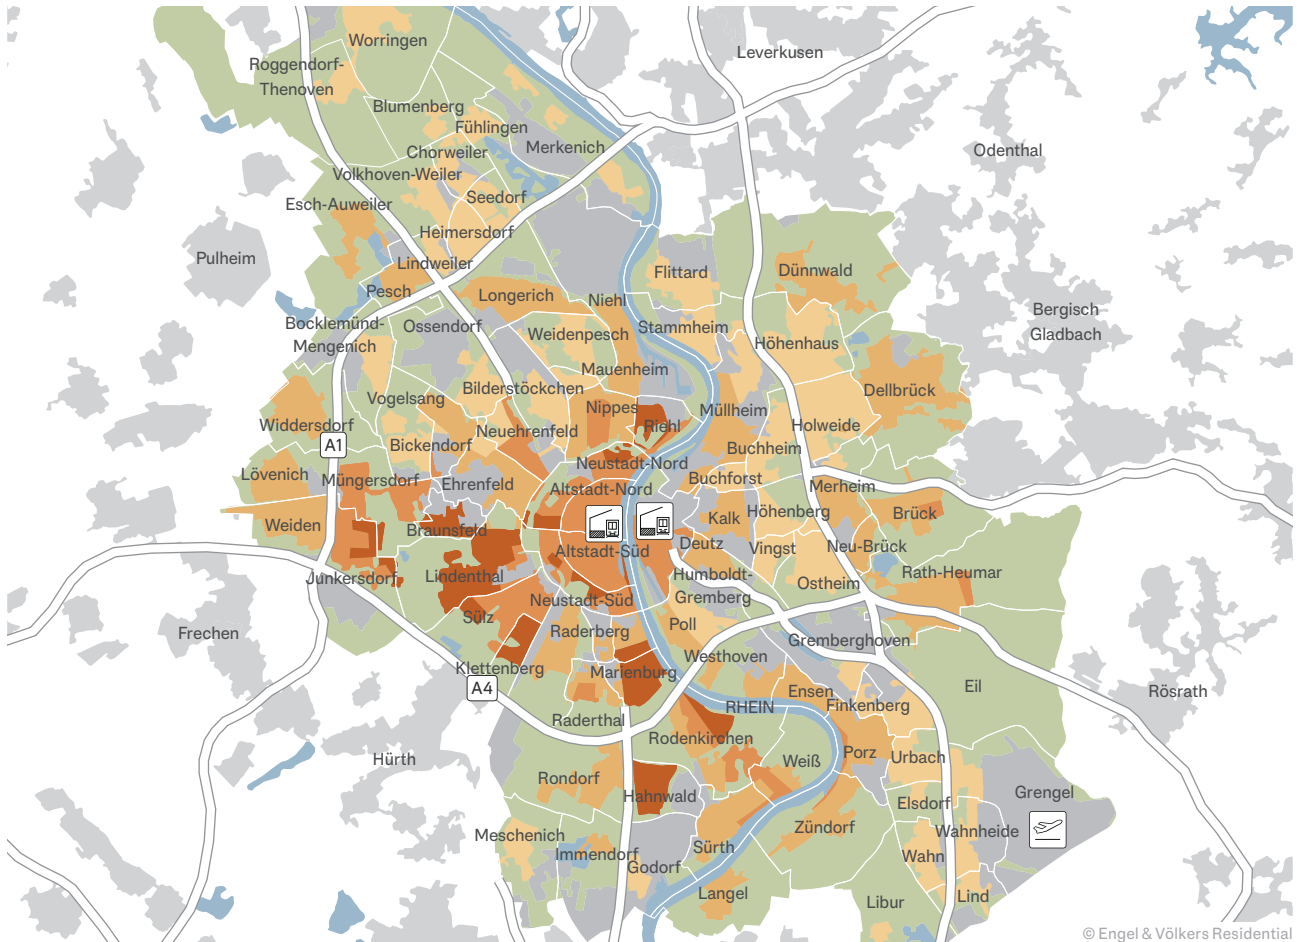 Worringen
Leverkusen
Roggendorf-
Thenoven
Blumenberg
Fühlingen
Merkenich
Chorweiler
Odenthal
Volkhoven-Weiler
Seedorf
Esch-Auweiler
Heimersdorf
Pulheim
Lindweiler
Flittard
Dünnwald
Pesch
Longerich
Niehl
Bergisch
Gladbach
Bocklemünd-
Mengenich
Ossendorf
Weidenpesch
Stammheim
Höhenhaus
Mauenheim
Bilderstöckchen
Dellbrück
Vogelsang
Nippes
Müllheim
Widdersdorf
Riehl
Holweide
Neuehrenfeld
A1
Bickendorf
Buchheim
Neustadt-Nord
Lövenich
Müngersdorf
Ehrenfeld
Buchforst
Merheim
Altstadt-Nord
Weiden
Braunsfeld
Kalk
Höhenberg
Brück
Altstadt-Süd
Deutz
Vingst
Neu-Brück
Junkersdorf
Lindenthal
Humboldt-
Gremberg
Ostheim
Rath-Heumar
Neustadt-Süd
Sülz
Frechen
Raderberg
Poll
Gremberghoven
Westhoven
Klettenberg
Marienburg
A4
Eil
Rösrath
Ensen
RHEIN
Finkenberg
Raderthal
Rodenkirchen
Hürth
Weiß
Porz
Urbach
Rondorf
Hahnwald
Grengel
Elsdorf
Meschenich
Zündorf
Wahnheide
Immendorf
Sürth
Wahn
Godorf
Langel
Lind
Libur
© Engel & Völkers Residential